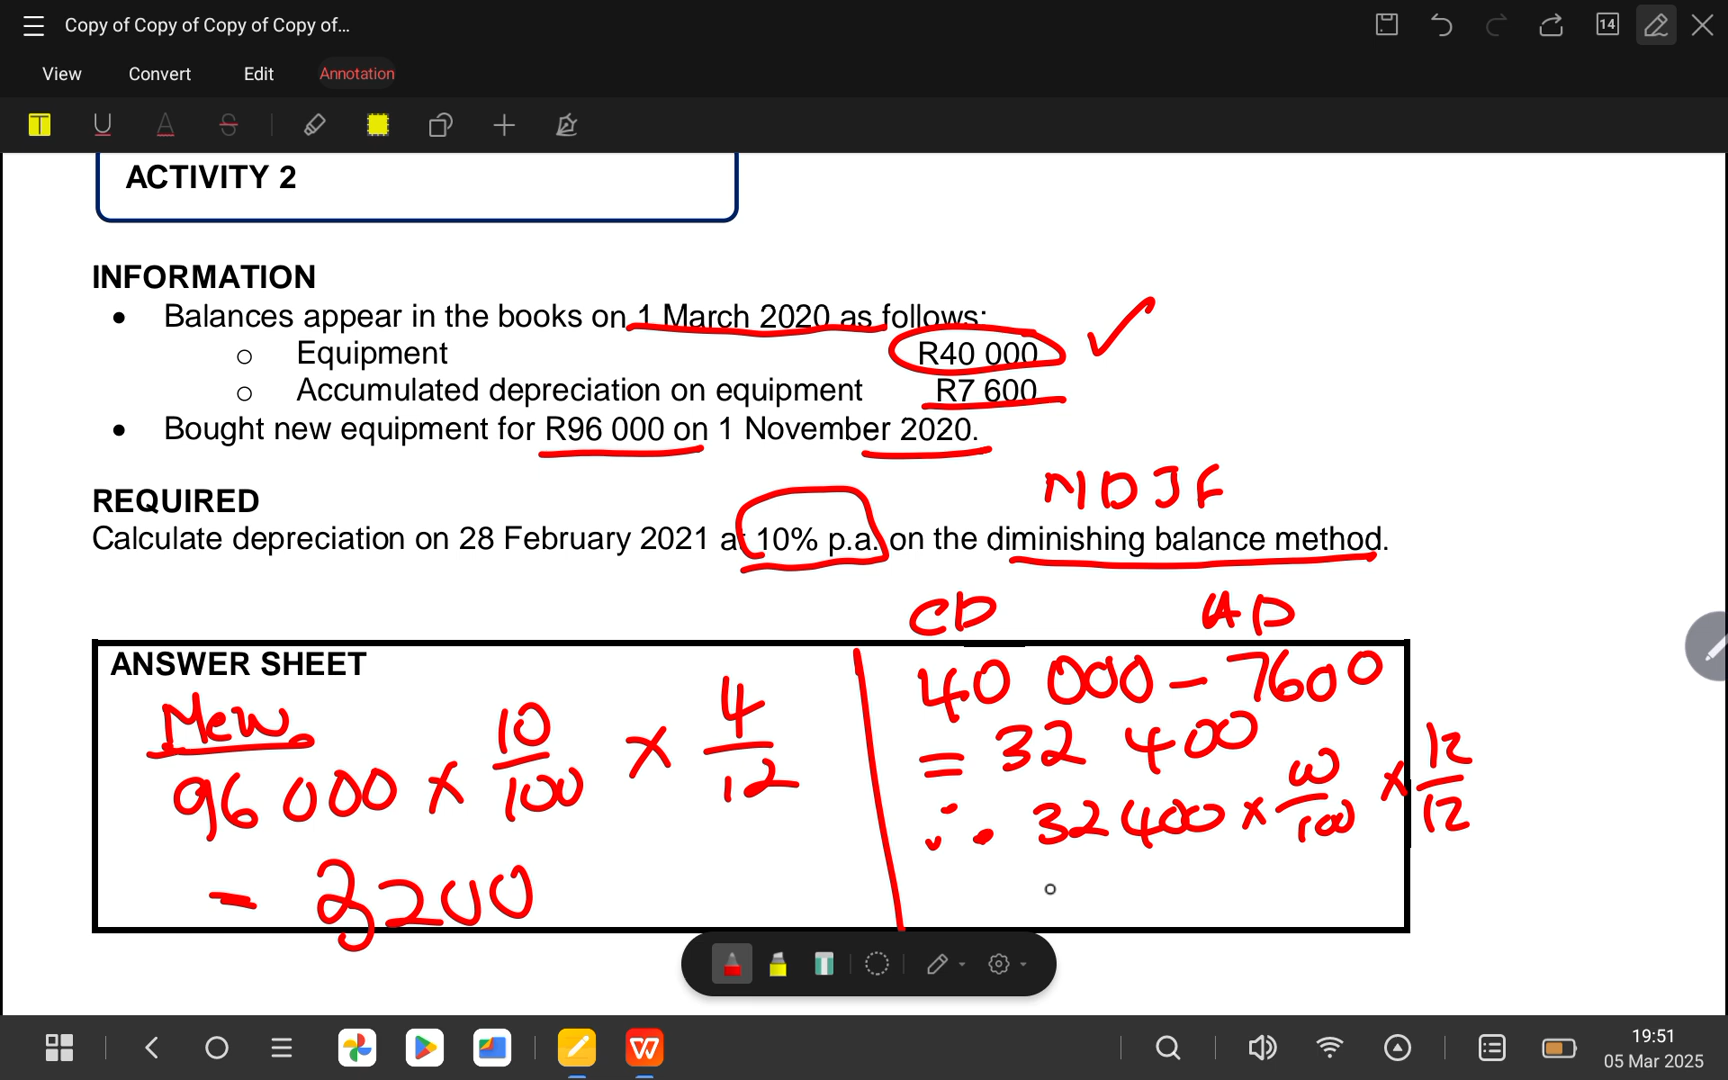 Copy of Copy of Copy of Copy of...
14
View Convert Edit Annotation
T U A S
ACTIVITY 2
INFORMATION
• Balances appear in the books on 1 March 2020 as follows:
o Equipment R40 000
o Accumulated depreciation on equipment R7 600
• Bought new equipment for R96 000 on 1 November 2020.
NDJF
REQUIRED
Calculate depreciation on 28 February 2021 at 10% p.a. on the diminishing balance method.
AD
ANSWER SHEET
New
96 000 × 10/100 × 4/12
- 3200
40 000 - 7600
= 32 400
∴ 32400 × 10/100 × 12/12
19:51
05 Mar 2025